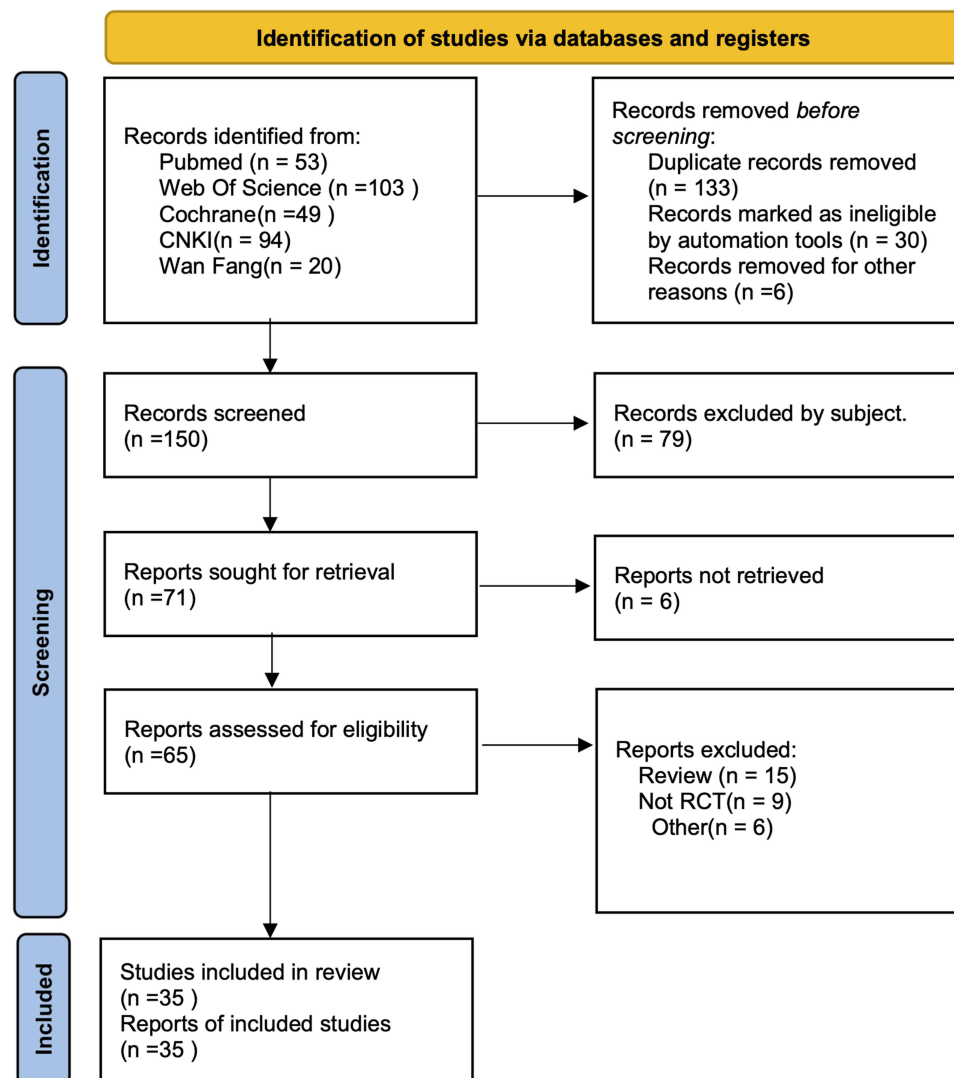 Identification of studies via databases and registers
Identification
Records identified from:
Pubmed (n = 53)
Web Of Science (n =103 )
Cochrane(n =49 )
CNKI(n = 94)
Wan Fang(n = 20)
Records removed before
screening:
Duplicate records removed
(n = 133)
Records marked as ineligible
by automation tools (n = 30)
Records removed for other
reasons (n =6)
Screening
Records screened
(n =150)
Records excluded by subject.
(n = 79)
Reports sought for retrieval
(n =71)
Reports not retrieved
(n = 6)
Reports assessed for eligibility
(n =65)
Reports excluded:
Review (n = 15)
Not RCT(n = 9)
Other(n = 6)
Included
Studies included in review
(n =35 )
Reports of included studies
(n =35 )